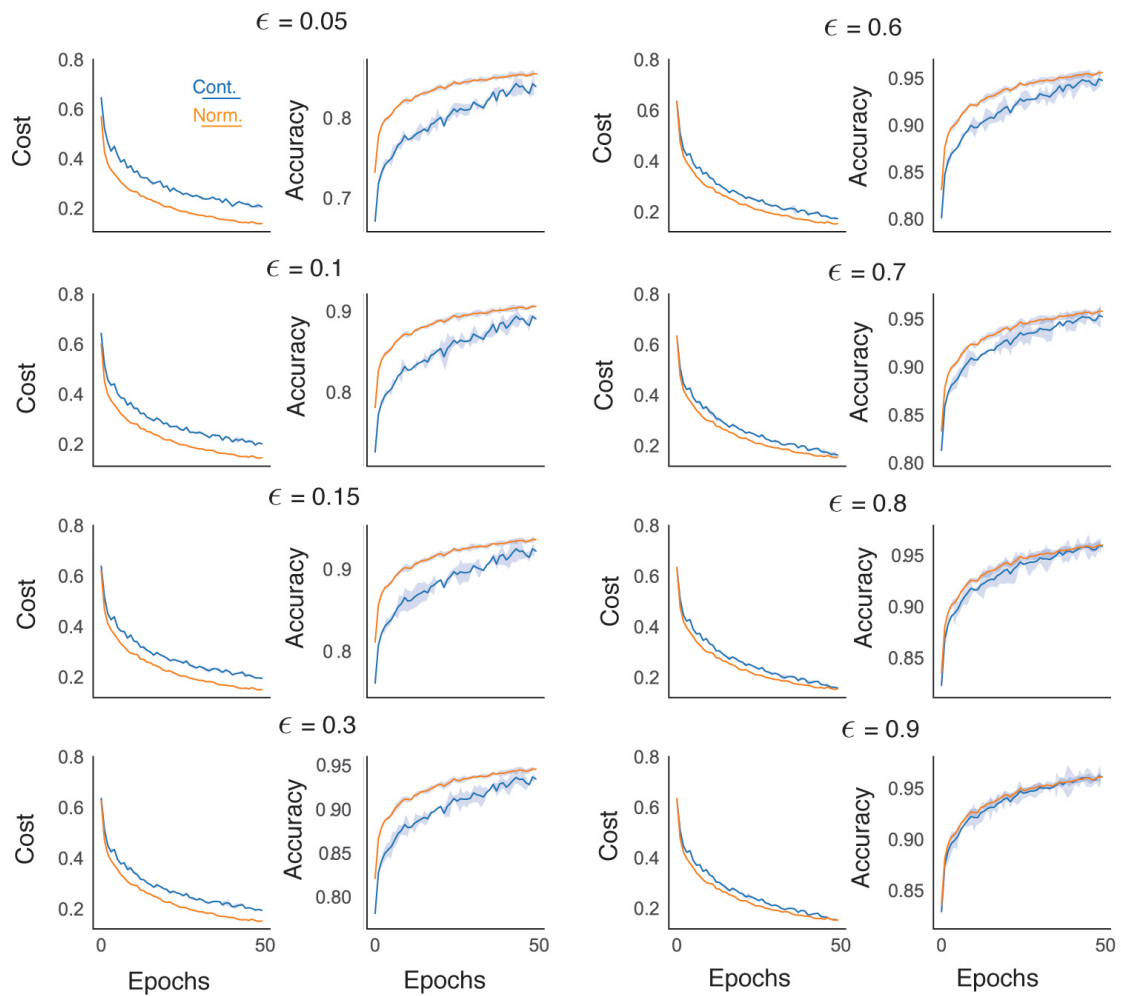 ϵ = 0.05
0.8
0.6
0.4
0.2
Cost
Cont.
Norm.
0.8
0.7
Accuracy
ϵ = 0.6
0.8
0.6
0.4
0.2
Cost
0.95
0.90
0.85
0.80
Accuracy
ϵ = 0.1
0.8
0.6
0.4
0.2
Cost
0.9
0.8
Accuracy
ϵ = 0.7
0.8
0.6
0.4
0.2
Cost
0.95
0.90
0.85
0.80
Accuracy
ϵ = 0.15
0.8
0.6
0.4
0.2
Cost
0.9
0.8
Accuracy
ϵ = 0.8
0.8
0.6
0.4
0.2
Cost
0.95
0.90
0.85
Accuracy
ϵ = 0.3
0.8
0.6
0.4
0.2
Cost
0 50
Epochs
0.95
0.90
0.85
0.80
Accuracy
0 50
Epochs
ϵ = 0.9
0.8
0.6
0.4
0.2
Cost
0 50
Epochs
0.95
0.90
0.85
Accuracy
0 50
Epochs